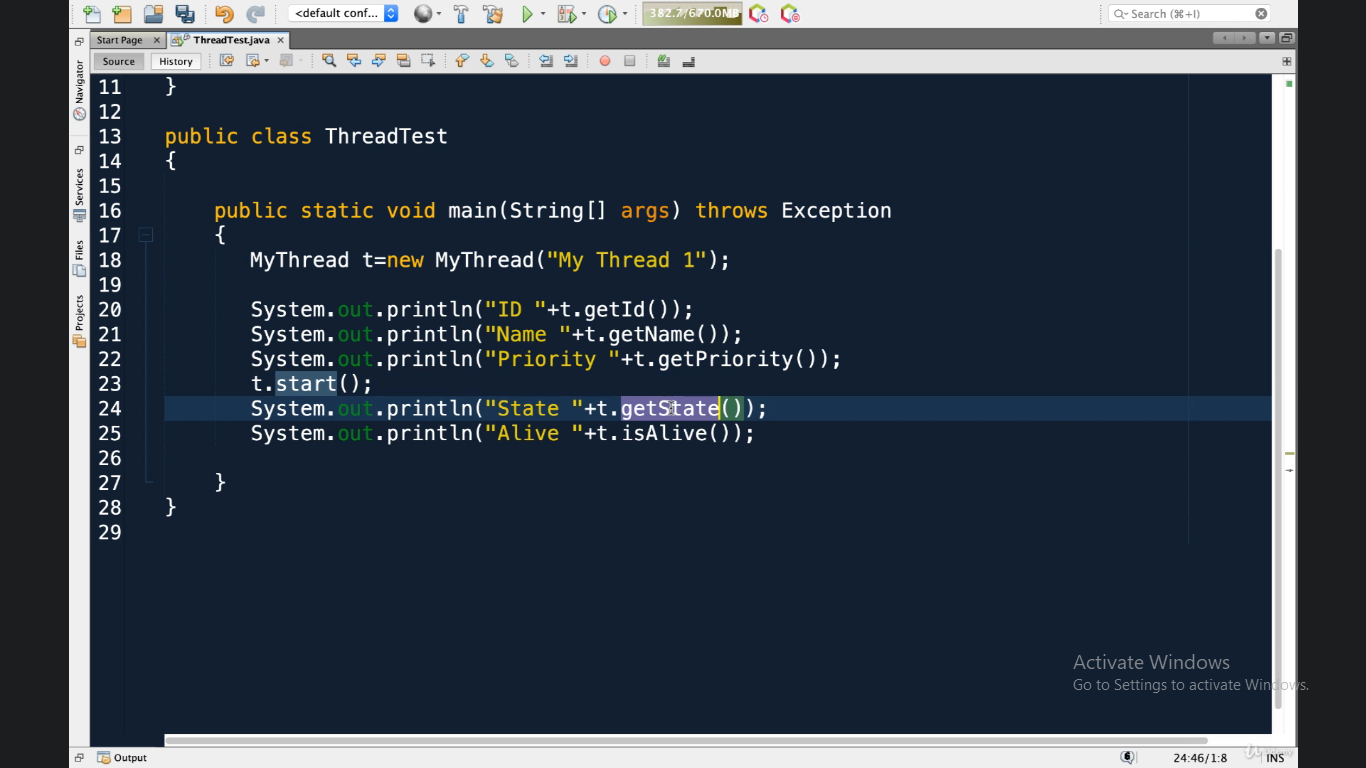 <default conf...
382.7/670.0MB
Search (⌘+I)
Start Page
ThreadTest.java
Source
History
Navigator
Services
Files
Projects
11 }
12
13 public class ThreadTest
14 {
15
16 public static void main(String[] args) throws Exception
17 {
18 MyThread t=new MyThread("My Thread 1");
19
20 System.out.println("ID "+t.getId());
21 System.out.println("Name "+t.getName());
22 System.out.println("Priority "+t.getPriority());
23 t.start();
24 System.out.println("State "+t.getState());
25 System.out.println("Alive "+t.isAlive());
26
27 }
28 }
29
Activate Windows
Go to Settings to activate Windows.
Output
6
24:46/1:8
INS